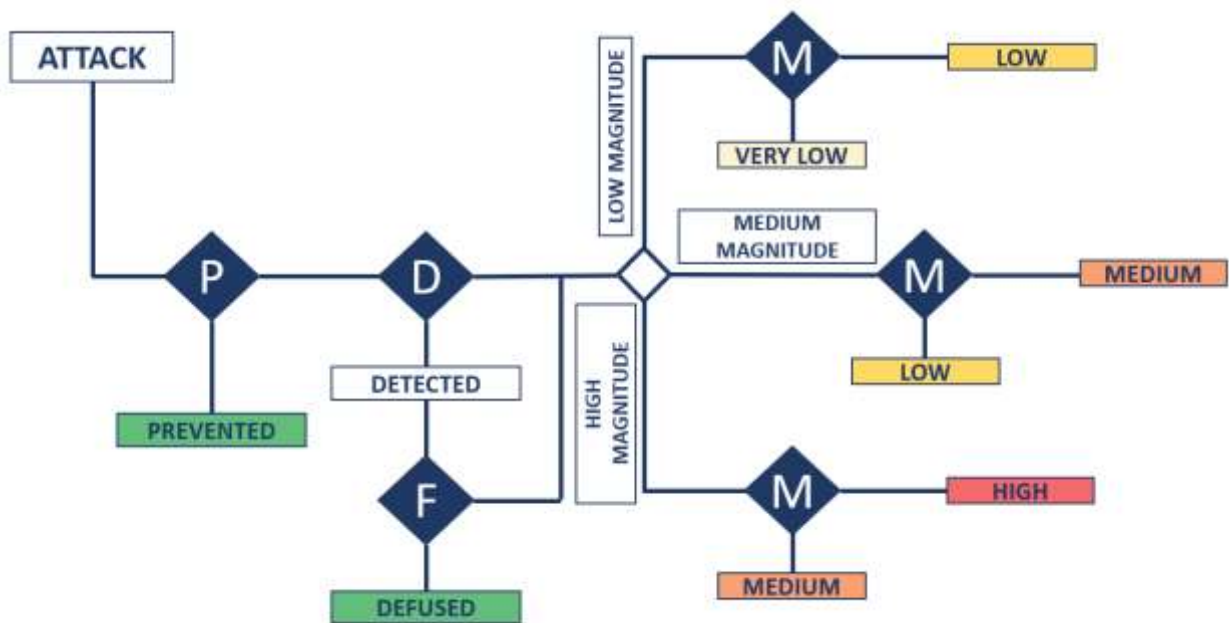 ATTACK
P
PREVENTED
D
DETECTED
F
DEFUSED
LOW MAGNITUDE
M
LOW
VERY LOW
MEDIUM
MAGNITUDE
M
MEDIUM
LOW
HIGH
MAGNITUDE
M
HIGH
MEDIUM